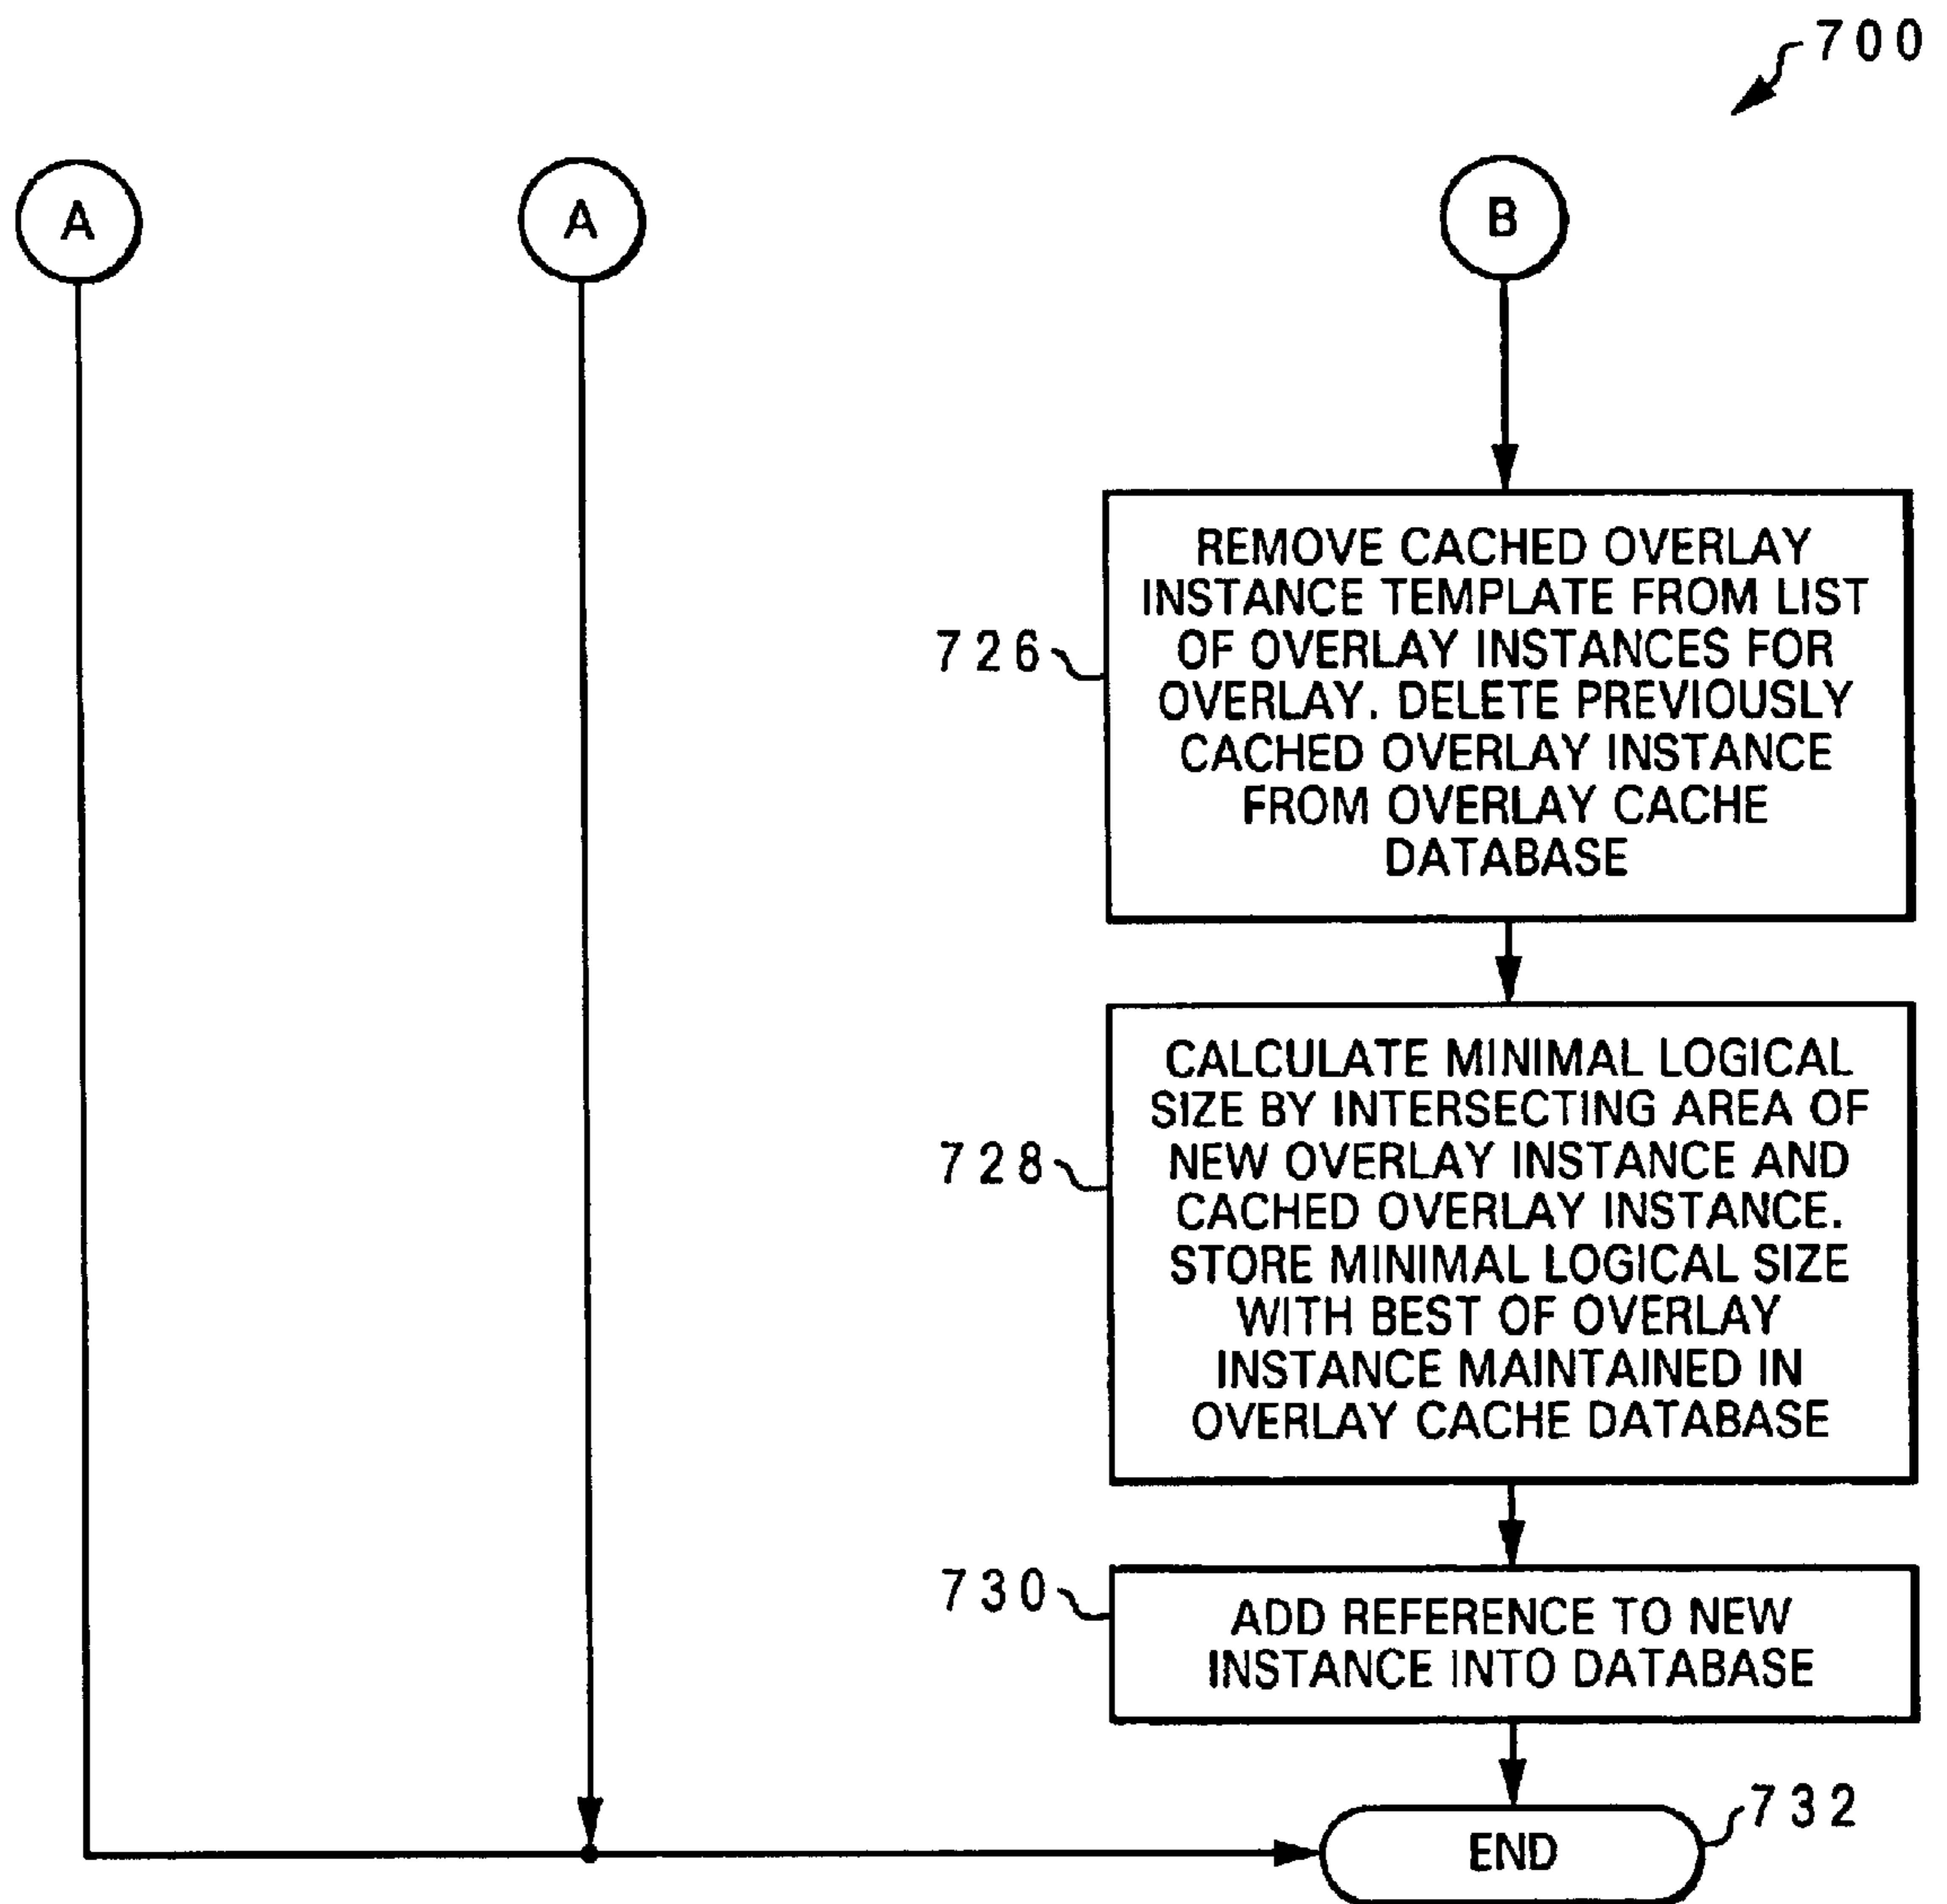 700
A
A
B
726
REMOVE CACHED OVERLAY
INSTANCE TEMPLATE FROM LIST
OF OVERLAY INSTANCES FOR
OVERLAY. DELETE PREVIOUSLY
CACHED OVERLAY INSTANCE
FROM OVERLAY CACHE
DATABASE
728
CALCULATE MINIMAL LOGICAL
SIZE BY INTERSECTING AREA OF
NEW OVERLAY INSTANCE AND
CACHED OVERLAY INSTANCE.
STORE MINIMAL LOGICAL SIZE
WITH BEST OF OVERLAY
INSTANCE MAINTAINED IN
OVERLAY CACHE DATABASE
730
ADD REFERENCE TO NEW
INSTANCE INTO DATABASE
732
END